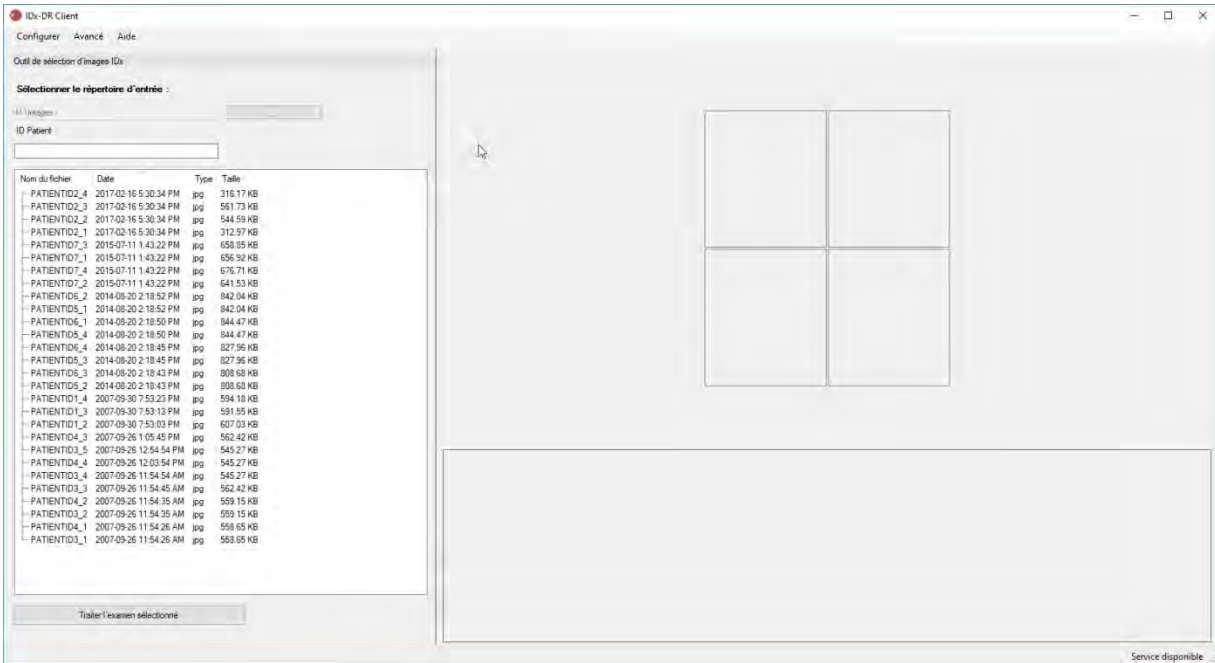 IDx-DR Client
Configurer Avancé Aide
Outil de sélection d'images IDx
Sélectionner le répertoire d'entrée :
ID Patient
Nom du fichier Date Type Taille
PATIENTID2_4 2017-02-16 5:30:34 PM jpg 316.17 KB
PATIENTID2_3 2017-02-16 5:30:34 PM jpg 561.73 KB
PATIENTID2_2 2017-02-16 5:30:34 PM jpg 544.59 KB
PATIENTID2_1 2017-02-16 5:30:34 PM jpg 312.97 KB
PATIENTID7_3 2015-07-11 1:43:22 PM jpg 658.85 KB
PATIENTID7_1 2015-07-11 1:43:22 PM jpg 656.92 KB
PATIENTID7_4 2015-07-11 1:43:22 PM jpg 676.71 KB
PATIENTID7_2 2015-07-11 1:43:22 PM jpg 641.53 KB
PATIENTID6_2 2014-08-20 2:18:52 PM jpg 842.04 KB
PATIENTID5_1 2014-08-20 2:18:52 PM jpg 842.04 KB
PATIENTID6_1 2014-08-20 2:18:50 PM jpg 844.47 KB
PATIENTID5_4 2014-08-20 2:18:50 PM jpg 844.47 KB
PATIENTID6_4 2014-08-20 2:18:45 PM jpg 827.96 KB
PATIENTID5_3 2014-08-20 2:18:45 PM jpg 827.96 KB
PATIENTID6_3 2014-08-20 2:18:43 PM jpg 808.68 KB
PATIENTID5_2 2014-08-20 2:18:43 PM jpg 808.68 KB
PATIENTID1_4 2007-09-30 7:53:23 PM jpg 594.18 KB
PATIENTID1_3 2007-09-30 7:53:13 PM jpg 591.55 KB
PATIENTID1_2 2007-09-30 7:53:03 PM jpg 607.03 KB
PATIENTID4_3 2007-09-26 1:05:45 PM jpg 562.42 KB
PATIENTID3_5 2007-09-26 12:54:54 PM jpg 545.27 KB
PATIENTID4_4 2007-09-26 12:03:54 PM jpg 545.27 KB
PATIENTID3_4 2007-09-26 11:54:54 AM jpg 545.27 KB
PATIENTID3_3 2007-09-26 11:54:45 AM jpg 562.42 KB
PATIENTID4_2 2007-09-26 11:54:35 AM jpg 559.15 KB
PATIENTID3_2 2007-09-26 11:54:35 AM jpg 559.15 KB
PATIENTID4_1 2007-09-26 11:54:26 AM jpg 558.65 KB
PATIENTID3_1 2007-09-26 11:54:26 AM jpg 558.65 KB
Traiter l'examen sélectionné
Service disponible